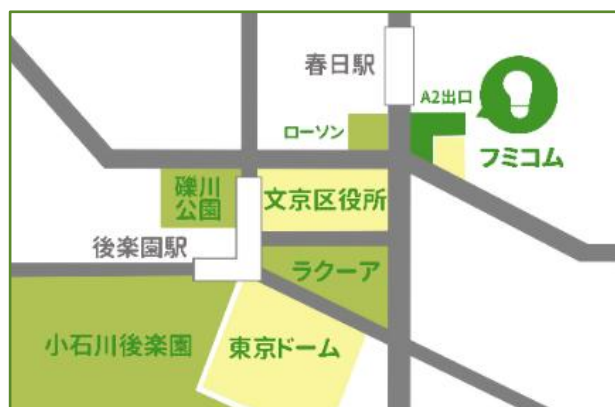 春日駅
A2出口
ローソン
フミコム
礫川
公園
文京区役所
後楽園駅
ラクーア
小石川後楽園
東京ドーム